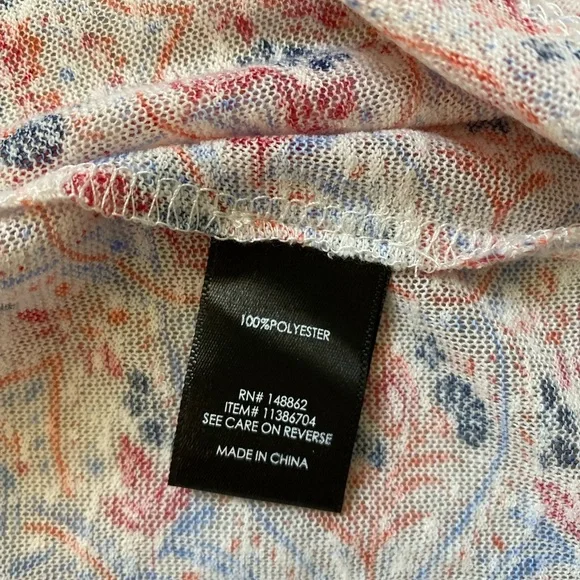 100%POLYESTER
RN# 148862
ITEM# 11386704
SEE CARE ON REVERSE
MADE IN CHINA